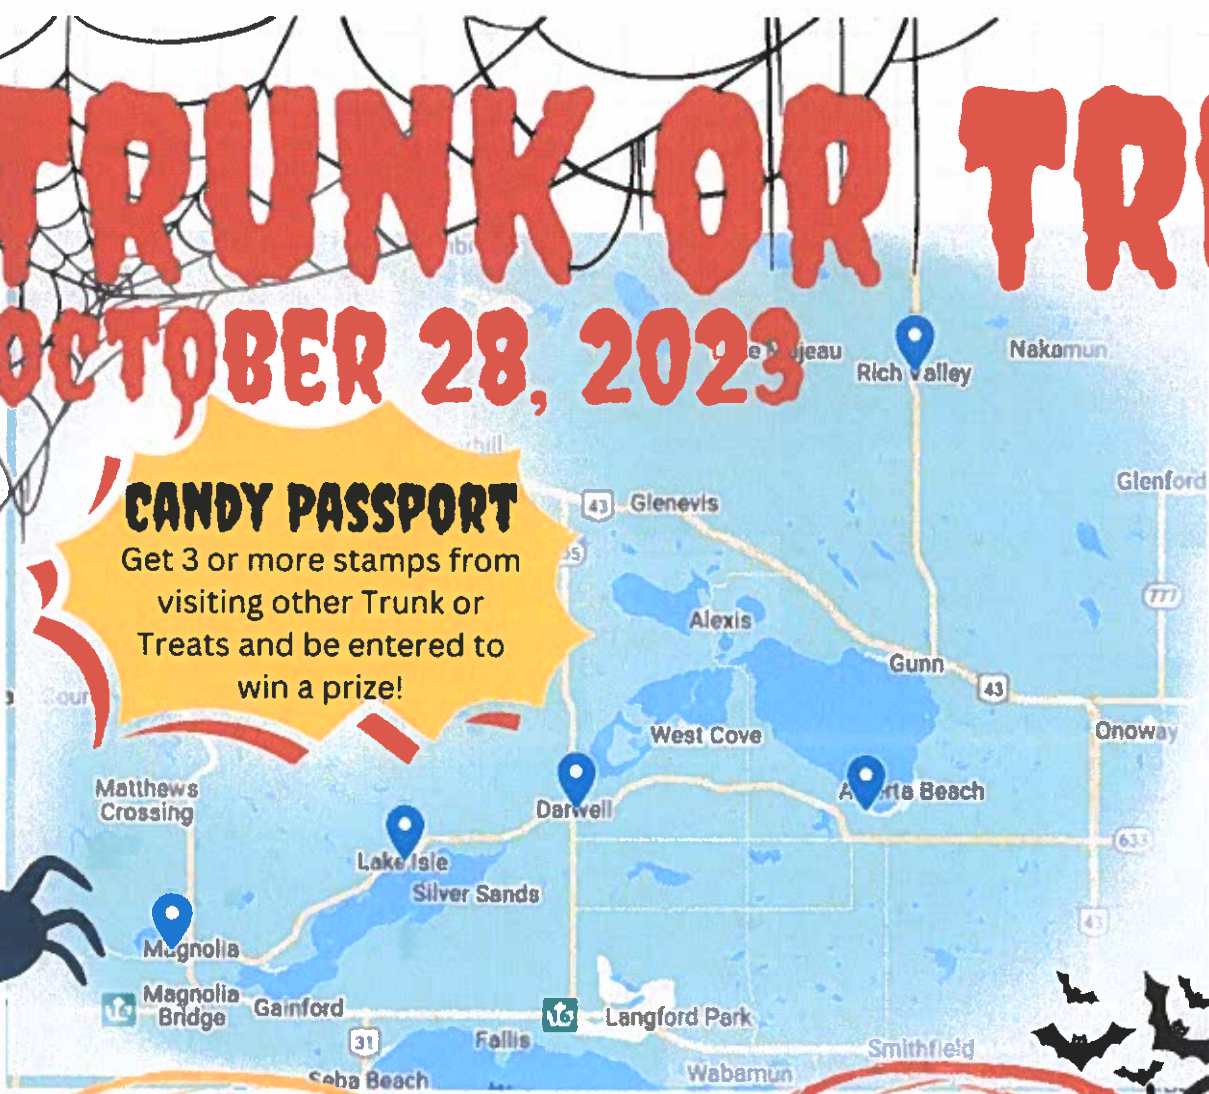 TRUNK OR TR
OCTOBER 28, 2023
Rich Valley
Nakamun
CANDY PASSPORT
Get 3 or more stamps from
visiting other Trunk or
Treats and be entered to
win a prize!
43
Glenevis
Glenford
777
Alexis
Gunn
43
West Cove
Onoway
Matthews
Crossing
Darwell
Alberta Beach
633
Lake Isle
Silver Sands
43
Magnolia
Magnolia
Bridge
Gainford
16
Langford Park
31
Fallis
Smithfield
Seba Beach
Wabamun